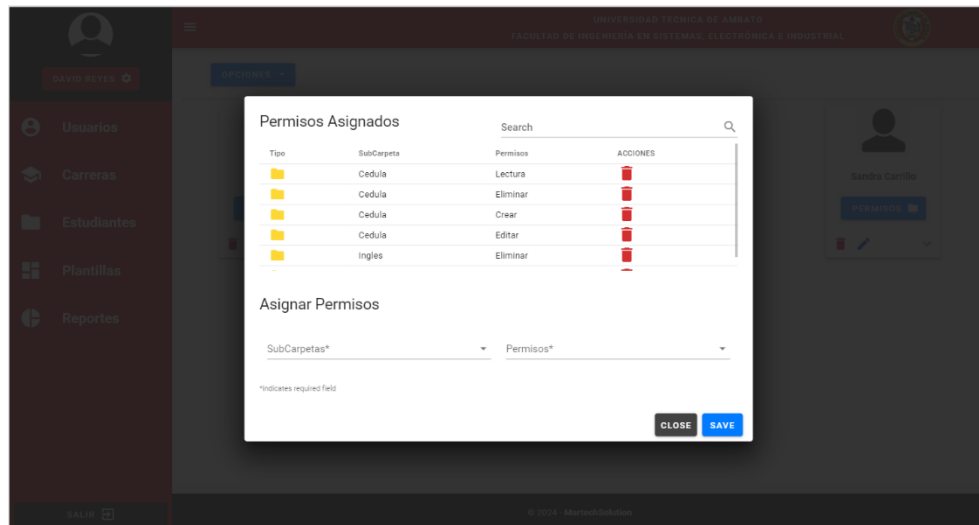 UNIVERSIDAD TECNICA DE AMBATO
FACULTAD DE INGENIERIA EN SISTEMAS, ELECTRONICA E INDUSTRIAL
DAVID REYES
OPCIONES
Usuarios
Carreras
Estudiantes
Plantillas
Reportes
SALIR
Permisos Asignados
Search
Tipo SubCarpeta Permisos ACCIONES
Cedula Lectura
Cedula Eliminar
Cedula Crear
Cedula Editar
Ingles Eliminar
Asignar Permisos
SubCarpetas* Permisos*
*indicates required field
CLOSE SAVE
Sandra Carrillo
PERMISOS
© 2024 - MartechSolution